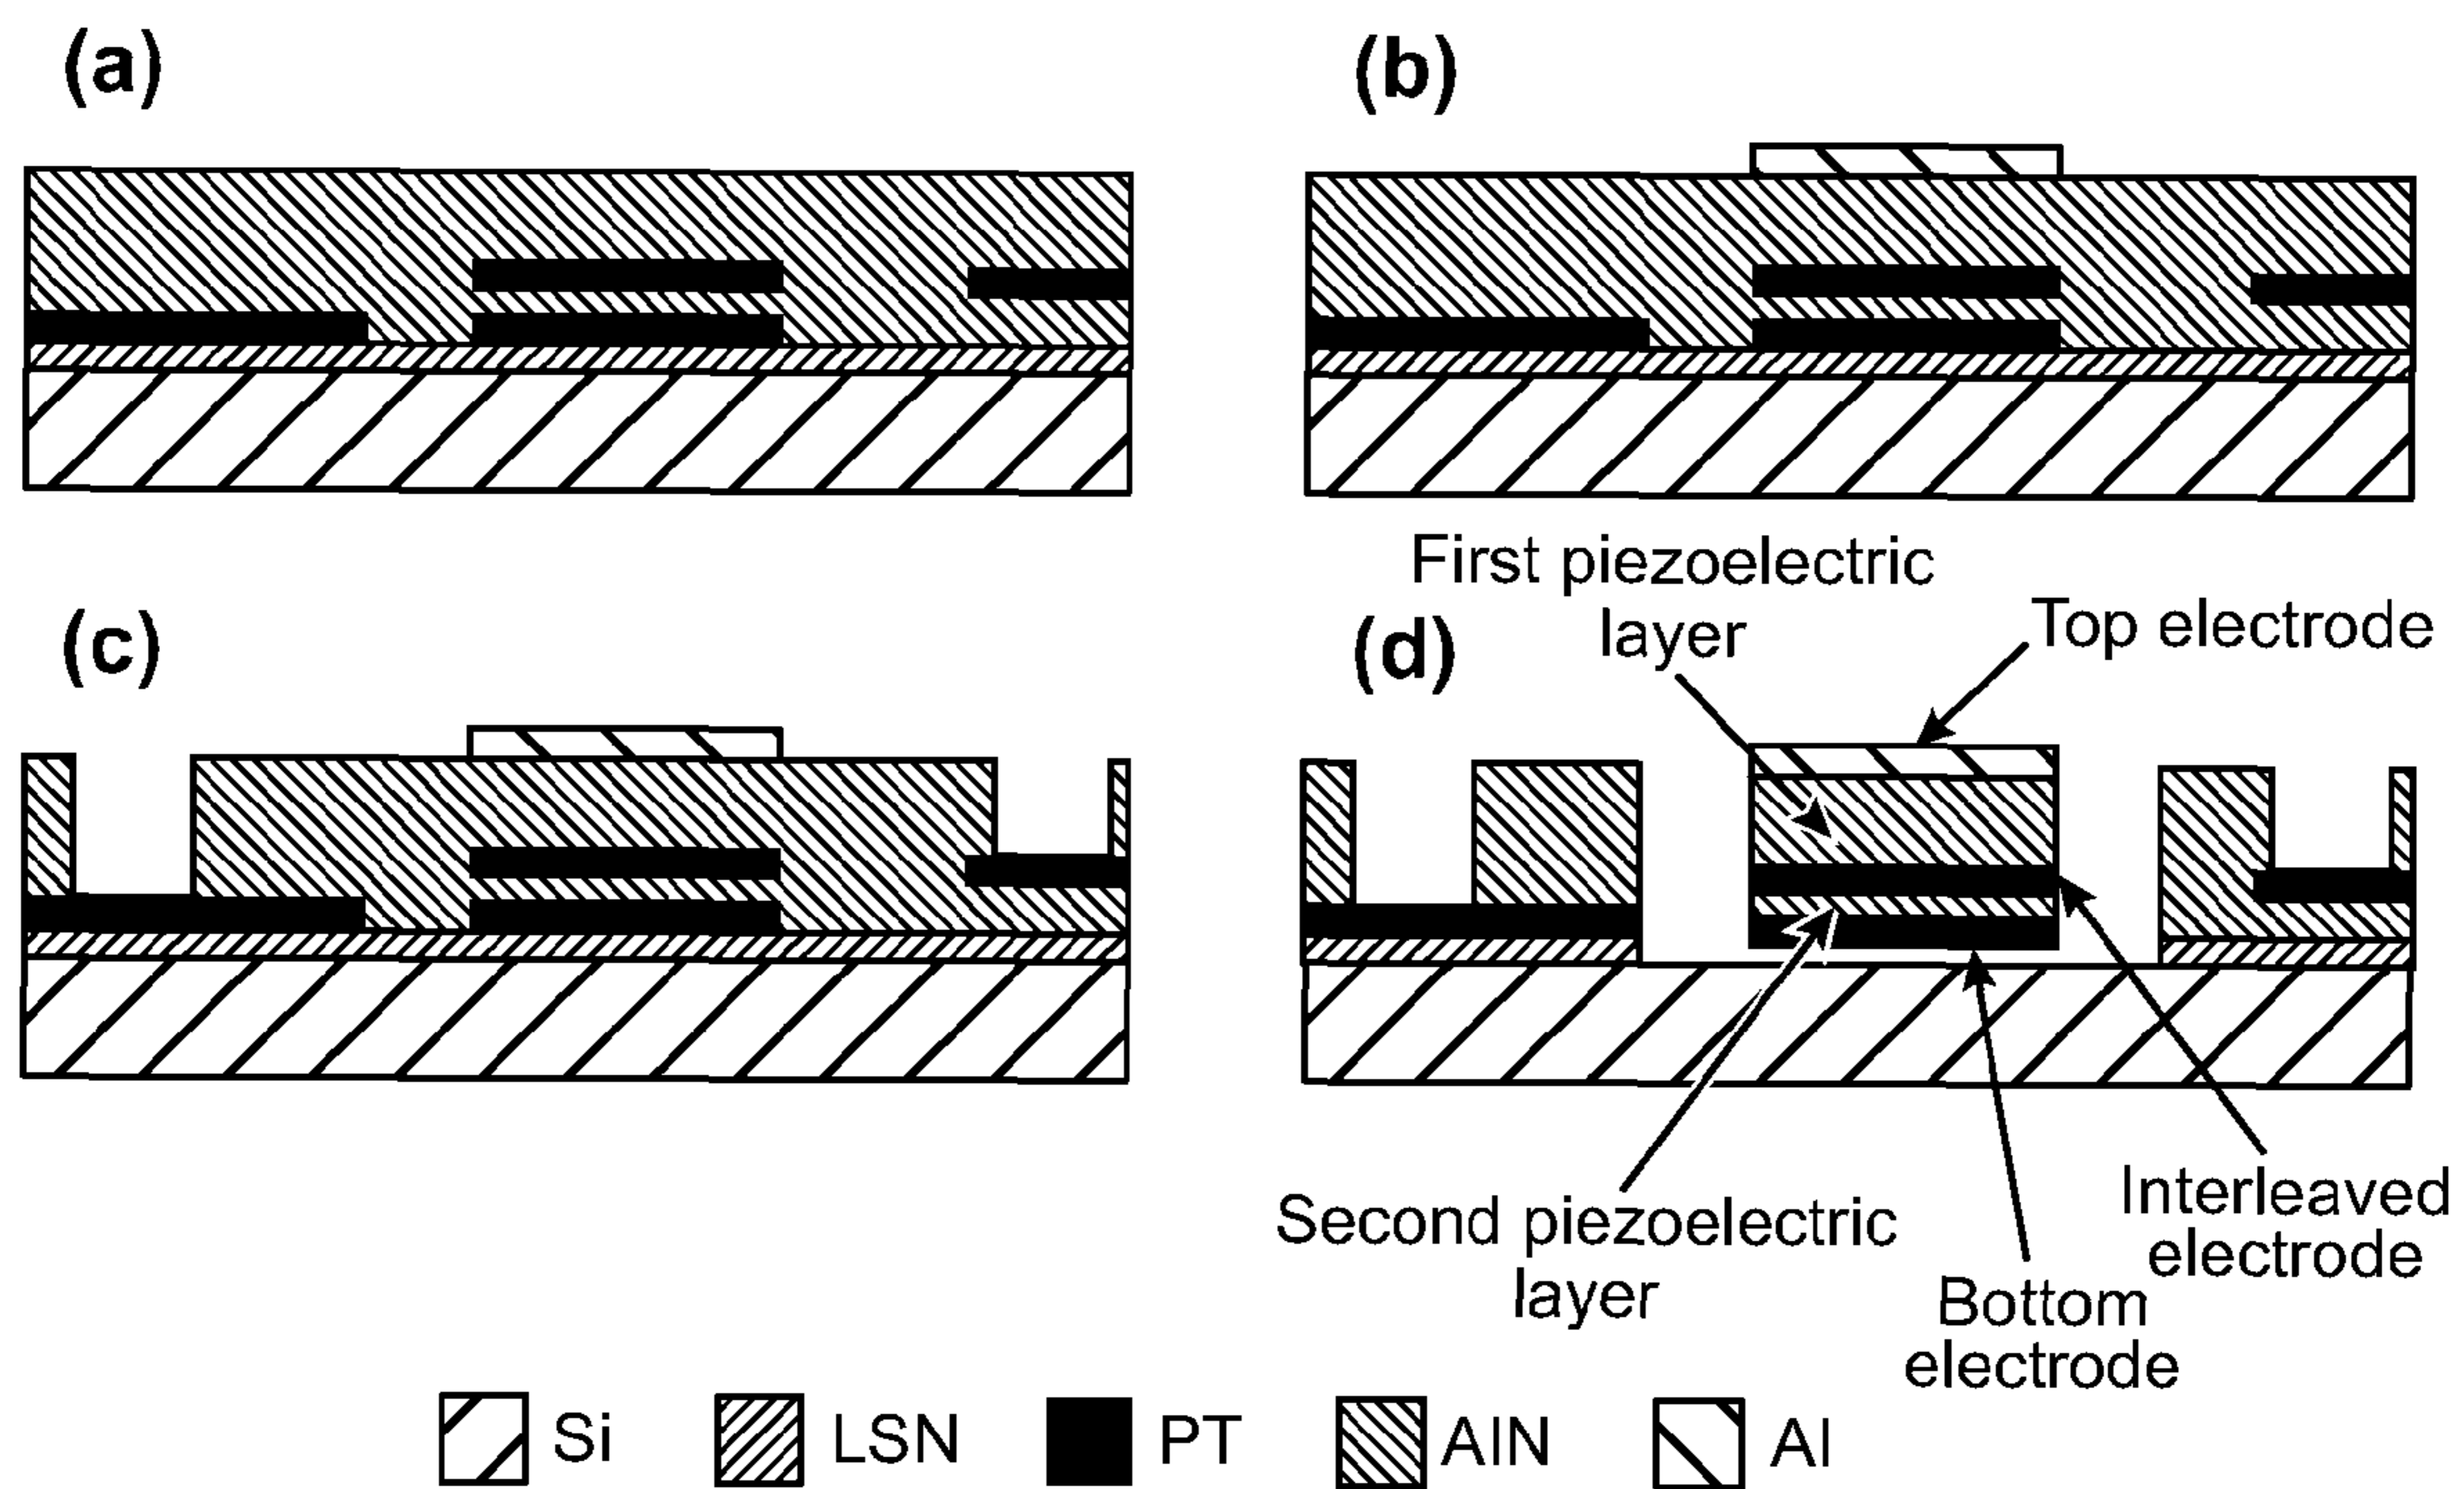 (a)
(b)
First piezoelectric
layer
Top electrode
(c)
(d)
Second piezoelectric
layer
Interleaved
electrode
Bottom
electrode
Si
LSN
PT
AlN
Al